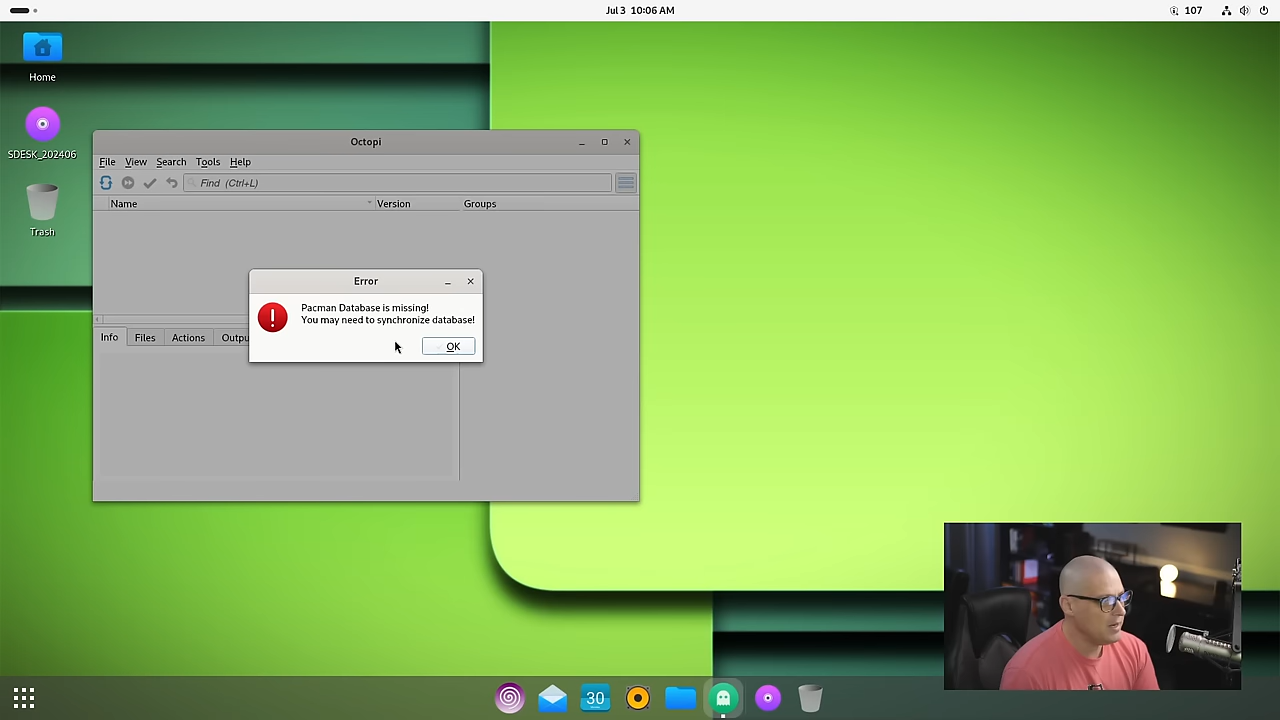 Jul 3 10:06 AM
107
Home
SDESK_202406
Trash
Octopi
File View Search Tools Help
Find (Ctrl+L)
Name Version Groups
Error
Pacman Database is missing!
You may need to synchronize database!
OK
Info Files Actions Outpu
30